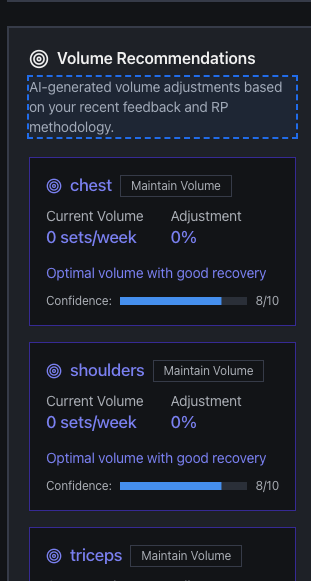 Volume Recommendations
AI-generated volume adjustments based
on your recent feedback and RP
methodology.
chest Maintain Volume
Current Volume Adjustment
0 sets/week 0%
Optimal volume with good recovery
Confidence: 8/10
shoulders Maintain Volume
Current Volume Adjustment
0 sets/week 0%
Optimal volume with good recovery
Confidence: 8/10
triceps Maintain Volume